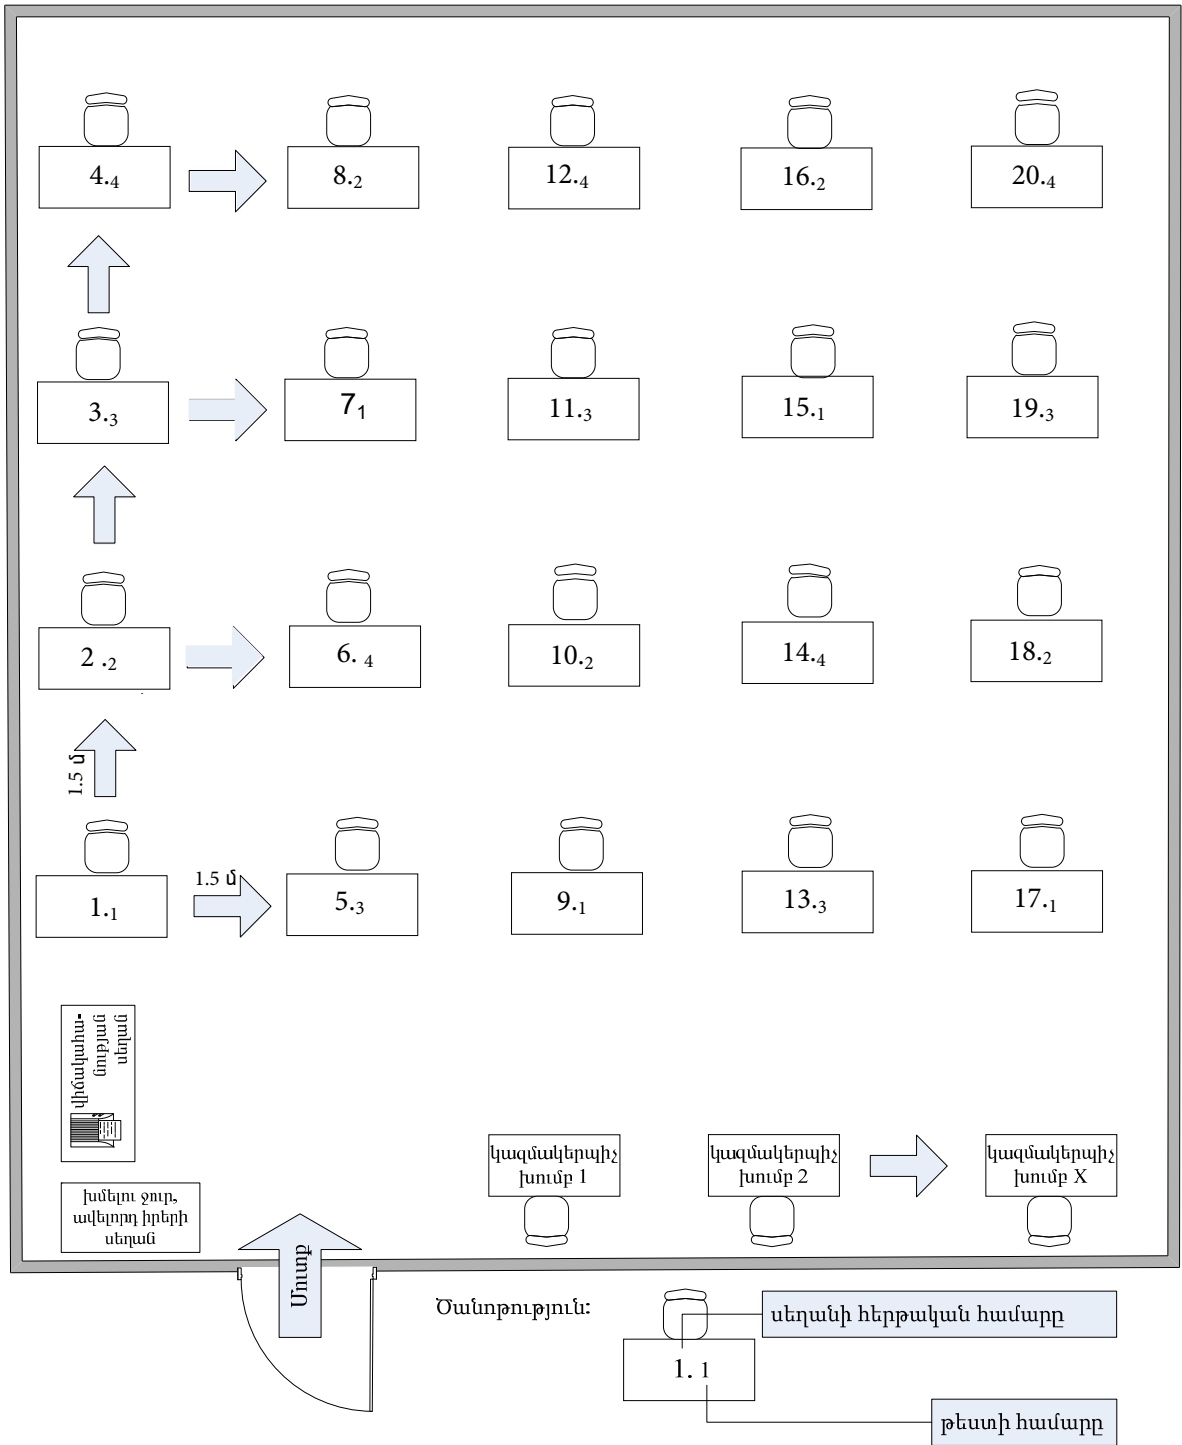 4.4
8.2
12.4
16.2
20.4
3.3
71
11.3
15.1
19.3
2 .2
6. 4
10.2
14.4
18.2
1.5 մ
1.1
1.5 մ
5.3
9.1
13.3
17.1
վիճակահա-
նության
սեղան
խմելու ջուր,
ավելորդ իրերի
սեղան
Մուտք
կազմակերպիչ
խումբ 1
կազմակերպիչ
խումբ 2
կազմակերպիչ
խումբ X
Ծանոթություն:
սեղանի հերթական համարը
1. 1
թեստի համարը